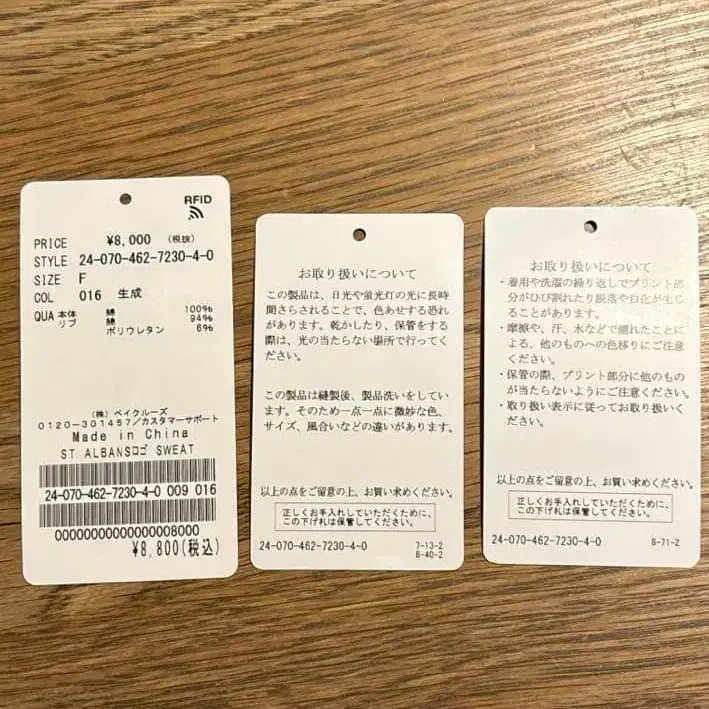 RFID
PRICE ¥8,000 (税抜)
STYLE 24-070-462-7230-4-0
SIZE F
COL 016 生成
QUA 本体 綿 100%
リブ 綿 94%
ポリウレタン 6%
(株) ベイクルーズ
0120-301457/カスタマーサポート
Made in China
ST ALBANSロゴ SWEAT
24-070-462-7230-4-0 009 016
00000000000000008000
¥8,800(税込)
お取り扱いについて
この製品は、日光や蛍光灯の光に長時
間さらされることで、色あせする恐れ
があります。乾かしたり、保管をする
際は、光の当たらない場所で行ってく
ださい。
この製品は縫製後、製品洗いをしてい
ます。そのため一点一点に微妙な色、
サイズ、風合いなどの違いがあります。
以上の点をご留意の上、お買い求めください。
正しくお手入れしていただくために、
この下げ札は保管してください。
24-070-462-7230-4-0 7-13-2
8-40-2
お取り扱いについて
・着用や洗濯の繰り返しでプリント部
分がひび割れたり脱落や白化が生じ
ることがあります。
・摩擦や、汗、水などで濡れたことに
よる、他のものへの色移りにご注意
ください。
・保管の際、プリント部分に他のもの
が当たらないようにご注意ください。
・取り扱い表示に従ってお取り扱いく
ださい。
以上の点をご留意の上、お買い求めください。
正しくお手入れしていただくために、
この下げ札は保管してください。
24-070-462-7230-4-0 8-71-2